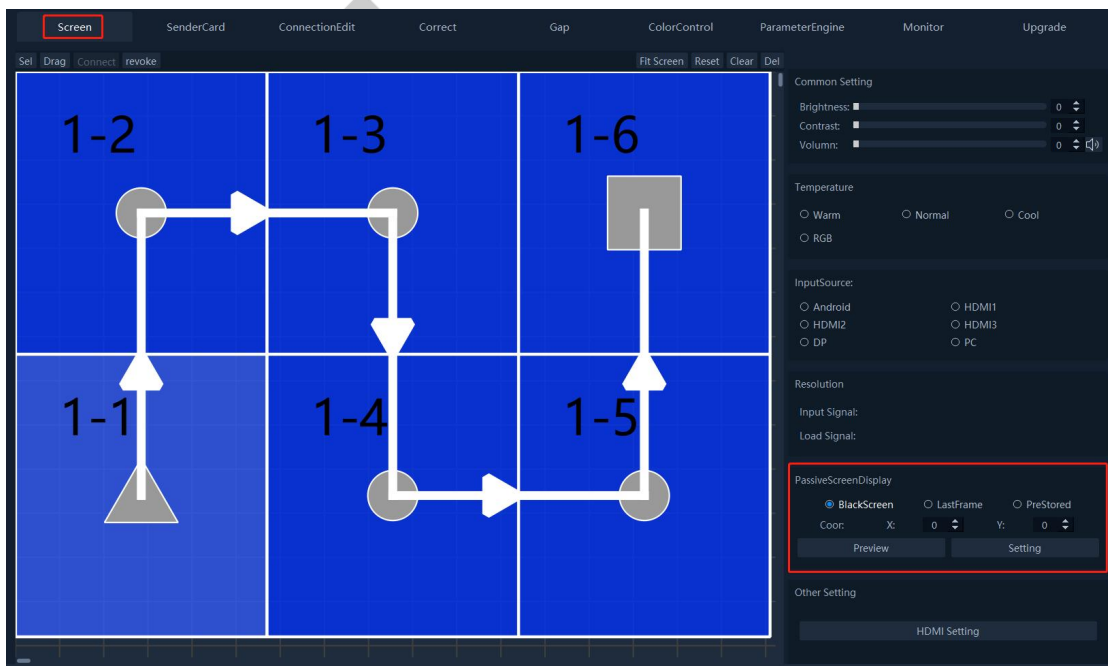 Screen SenderCard ConnectionEdit Correct Gap ColorControl ParameterEngine Monitor Upgrade
Sel Drag Connect revoke Fit Screen Reset Clear Del
1-2 1-3 1-6
1-1 1-4 1-5
Common Setting
Brightness: 0
Contrast: 0
Volumn: 0
Temperature
Warm Normal Cool
RGB
InputSource:
Android HDMI1
HDMI2 HDMI3
DP PC
Resolution
Input Signal:
Load Signal:
PassiveScreenDisplay
BlackScreen LastFrame PreStored
Coor: X: 0 Y: 0
Preview Setting
Other Setting
HDMI Setting